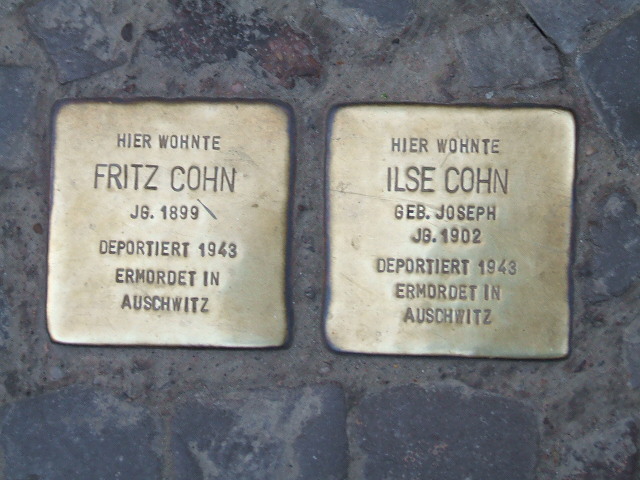 HIER WOHNTE
FRITZ COHN
JG. 1899
DEPORTIERT 1943
ERMORDET IN
AUSCHWITZ
HIER WOHNTE
ILSE COHN
GEB. JOSEPH
JG. 1902
DEPORTIERT 1943
ERMORDET IN
AUSCHWITZ